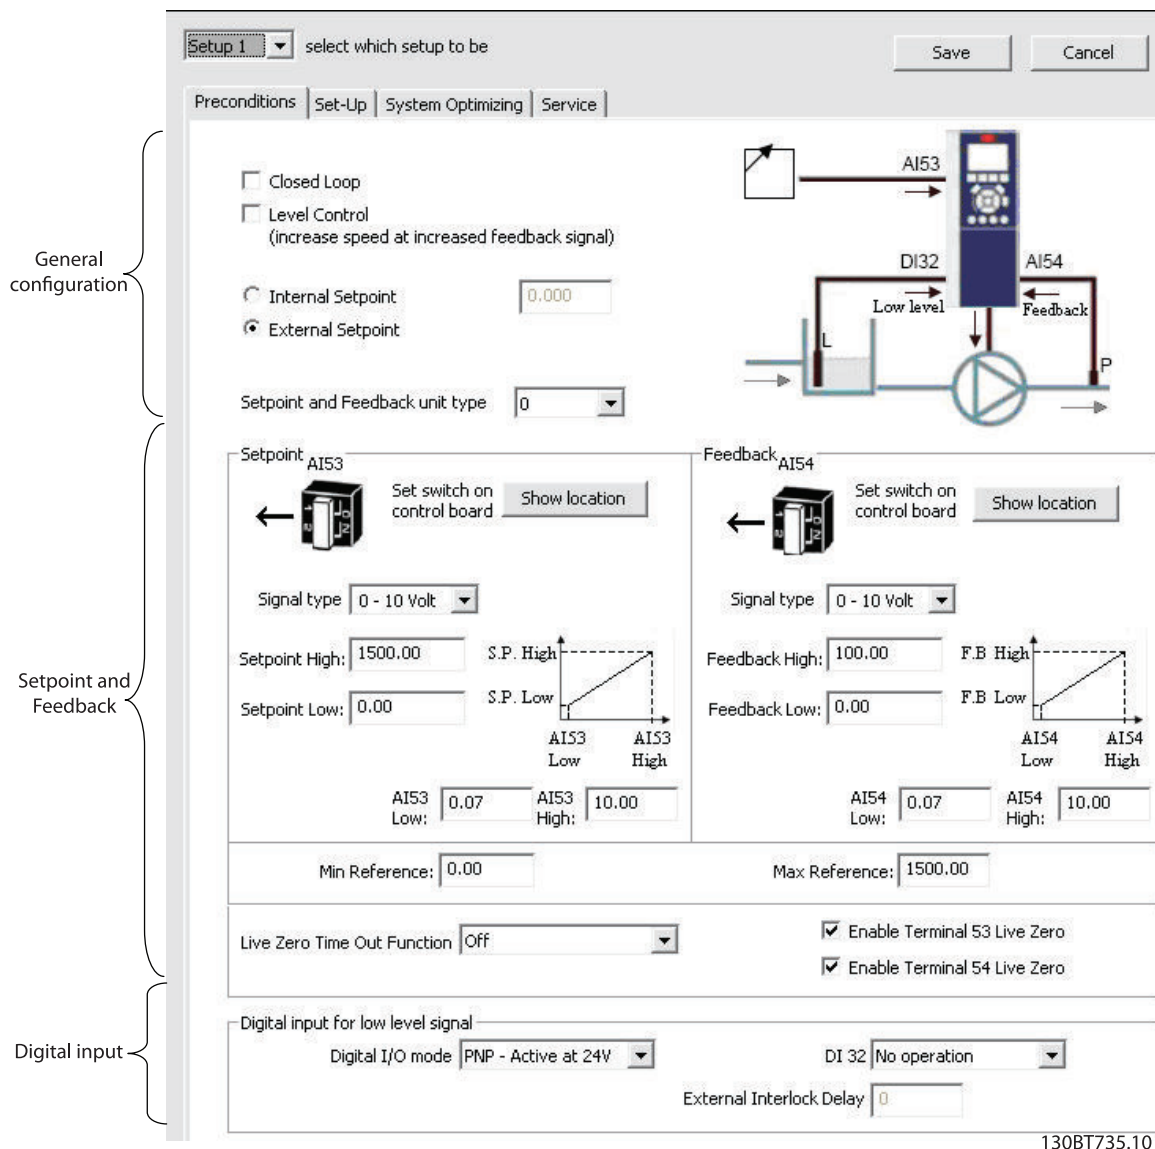 Setup 1 select which setup to be
Save Cancel
Preconditions Set-Up System Optimizing Service
General configuration
Closed Loop
Level Control
(increase speed at increased feedback signal)
Internal Setpoint 0.000
External Setpoint
Setpoint and Feedback unit type 0
AI53
DI32 AI54
Low level Feedback
L
P
Setpoint and Feedback
Setpoint AI53
Set switch on control board Show location
Signal type 0 - 10 Volt
Setpoint High: 1500.00
Setpoint Low: 0.00
S.P. High
S.P. Low
AI53 Low AI53 High
AI53 Low: 0.07 AI53 High: 10.00
Feedback AI54
Set switch on control board Show location
Signal type 0 - 10 Volt
Feedback High: 100.00
Feedback Low: 0.00
F.B High
F.B Low
AI54 Low AI54 High
AI54 Low: 0.07 AI54 High: 10.00
Min Reference: 0.00 Max Reference: 1500.00
Live Zero Time Out Function Off
Enable Terminal 53 Live Zero
Enable Terminal 54 Live Zero
Digital input
Digital input for low level signal
Digital I/O mode PNP - Active at 24V DI 32 No operation
External Interlock Delay 0
130BT735.10